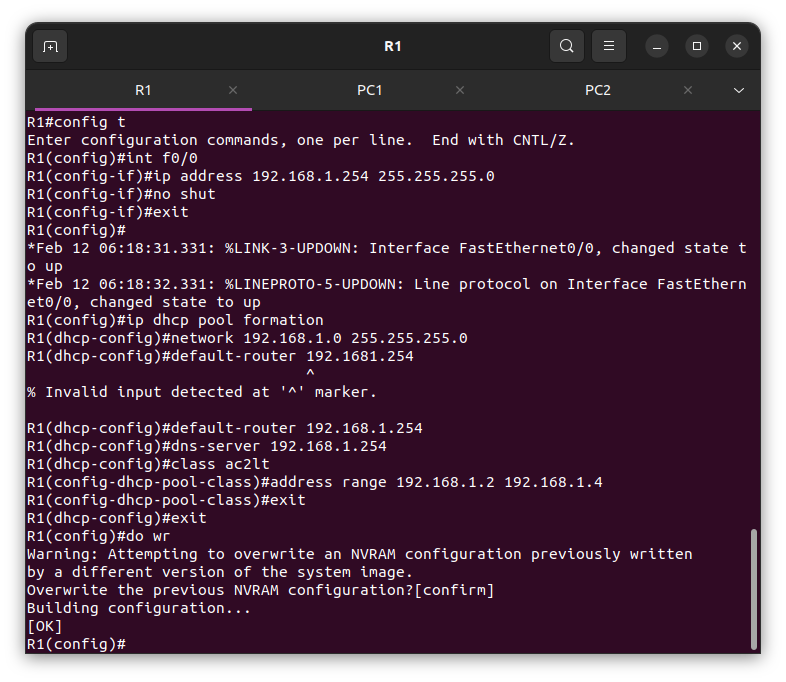 R1
R1
PC1
PC2
R1#config t
Enter configuration commands, one per line.  End with CNTL/Z.
R1(config)#int f0/0
R1(config-if)#ip address 192.168.1.254 255.255.255.0
R1(config-if)#no shut
R1(config-if)#exit
R1(config)#
*Feb 12 06:18:31.331: %LINK-3-UPDOWN: Interface FastEthernet0/0, changed state t
o up
*Feb 12 06:18:32.331: %LINEPROTO-5-UPDOWN: Line protocol on Interface FastEthern
et0/0, changed state to up
R1(config)#ip dhcp pool formation
R1(dhcp-config)#network 192.168.1.0 255.255.255.0
R1(dhcp-config)#default-router 192.1681.254
                               ^
% Invalid input detected at '^' marker.

R1(dhcp-config)#default-router 192.168.1.254
R1(dhcp-config)#dns-server 192.168.1.254
R1(dhcp-config)#class ac2lt
R1(config-dhcp-pool-class)#address range 192.168.1.2 192.168.1.4
R1(config-dhcp-pool-class)#exit
R1(dhcp-config)#exit
R1(config)#do wr
Warning: Attempting to overwrite an NVRAM configuration previously written
by a different version of the system image.
Overwrite the previous NVRAM configuration?[confirm]
Building configuration...
[OK]
R1(config)#